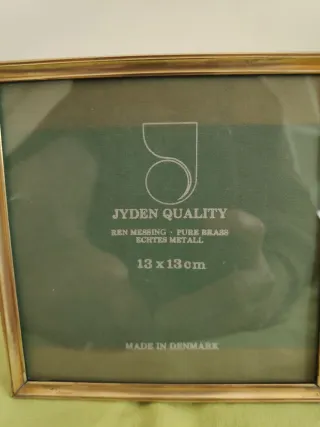 JYDEN QUALITY
REN MESSING · PURE BRASS
ECHTES METALL
13 x 13 cm
MADE IN DENMARK